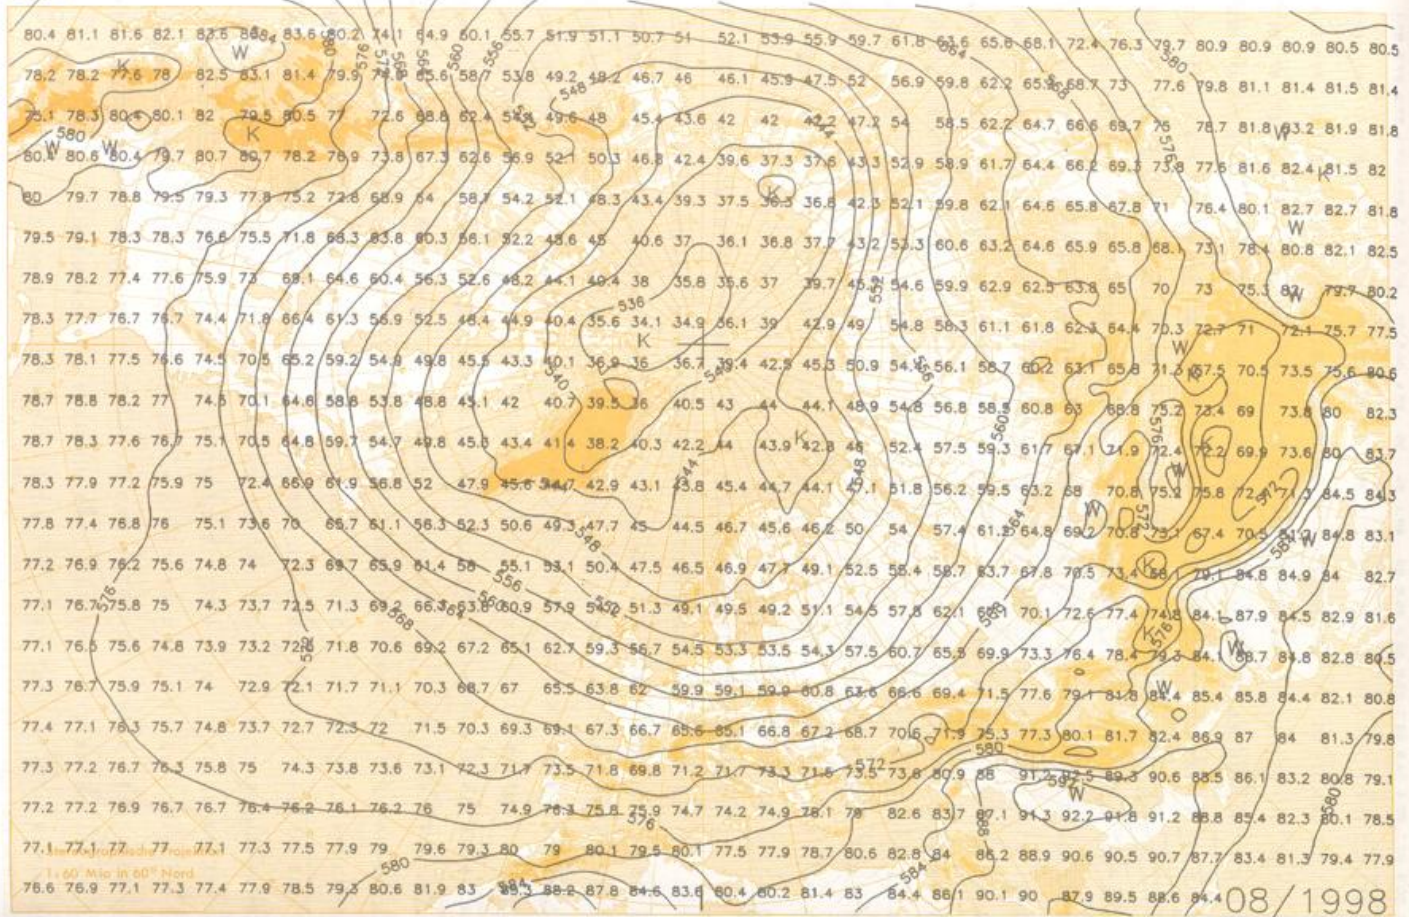 80.4 81.1 81.6 82.1 83.6 83.6 80.2 74.1 64.9 60.1 55.7 51.9 51.1 50.7 51 52.1 53.9 55.9 59.7 61.8 63.6 65.8 68.1 72.4 76.3 79.7 80.9 80.9 80.9 80.5 80.5
78.2 78.2 77.6 78 82.5 83.1 81.4 79.9 65.6 58.7 53.8 49.2 48.2 46.7 46 46.1 45.9 47.5 52 56.9 59.8 62.2 65.9 68.7 73 77.6 79.8 81.1 81.4 81.5 81.4
75.1 78.3 80.4 80.1 82 79.5 80.5 77 72.6 68.8 62.4 49.6 48 45.4 43.6 42 42 42.2 47.2 54 58.5 62.2 64.7 66.6 69.7 75 78.7 81.8 83.2 81.9 81.8
80.4 80.6 80.4 79.7 80.7 80.7 78.2 76.9 73.8 67.3 62.6 56.9 52.1 50.3 46.8 42.4 39.6 37.3 37.6 43.3 52.9 58.9 61.7 64.4 66.2 69.3 73.8 77.6 81.6 82.4 81.5 82
80 79.7 78.8 79.5 79.3 77.8 75.2 72.8 68.9 64 58.7 54.2 52.1 48.3 43.4 39.3 37.5 36.3 36.8 42.3 52.1 59.8 62.1 64.6 65.8 67.8 71 76.4 80.1 82.7 82.7 81.8
79.5 79.1 78.3 78.3 76.6 75.5 71.8 68.3 63.8 60.3 56.1 52.2 48.6 45 40.6 37 36.1 36.8 37.7 43.2 53.3 60.6 63.2 64.6 65.9 65.8 68.1 73.1 78.4 80.8 82.1 82.5
78.9 78.2 77.4 77.6 75.9 73 69.1 64.6 60.4 56.3 52.6 48.2 44.1 40.4 38 35.8 35.6 37 39.7 45.5 54.6 59.9 62.9 62.5 63.8 65 70 73 75.3 82 79.7 80.2
78.3 77.7 76.7 76.7 74.4 71.8 66.4 61.3 56.9 52.5 48.4 44.9 40.4 35.6 34.1 34.9 36.1 39 42.9 49 54.8 58.3 61.1 61.8 62.3 64.4 70.3 72.7 71 72.1 75.7 77.5
78.3 78.1 77.5 76.6 74.5 70.5 65.2 59.2 54.9 49.8 45.5 43.3 40.1 36.9 36 36.7 39.4 42.5 45.3 50.9 54.4 56.1 58.7 60.2 63.1 65.8 71.3 67.5 70.5 73.5 75.6 80.6
78.7 78.8 78.2 77 74.5 70.1 64.6 58.8 53.8 48.8 45.1 42 40.7 39.5 36 40.5 43 44 44.1 48.9 54.8 56.8 58.5 60.8 63 68.8 75.2 73.4 69 73.8 80 82.3
78.7 78.3 77.6 76.7 75.1 70.5 64.8 59.7 54.7 49.8 45.8 43.4 41.4 38.2 40.3 42.2 44 43.9 42.8 46 52.4 57.5 59.3 61.7 67.1 71.9 72.4 72.2 69.9 73.6 80 83.7
78.3 77.9 77.2 75.9 75 72.4 66.9 61.9 56.8 52 47.9 45.6 44.7 42.9 43.1 43.8 45.4 44.7 44.1 47.1 51.8 56.2 59.5 63.2 68 70.8 75.2 75.8 71.3 84.5 84.3
77.8 77.4 76.8 76 75.1 73.6 70 65.7 61.1 56.3 52.3 50.6 49.3 47.7 45 44.5 46.7 45.6 46.2 50 54 57.4 61.2 64.8 69.2 70.8 73.1 67.4 70.5 84.8 83.1
77.2 76.9 76.2 75.6 74.8 74 72.3 69.7 65.9 61.4 58 55.1 53.1 50.4 47.5 46.5 46.9 47.7 49.1 52.5 55.4 58.7 63.7 67.8 70.5 73.4 68.1 79.1 84.8 84.9 84 82.7
77.1 76.7 75.8 75 74.3 73.7 72.5 71.3 69.2 66.3 63.8 60.9 57.9 51.3 49.1 49.5 49.2 51.1 54.5 57.8 62.1 70.1 72.6 77.4 74.8 84.1 87.9 84.5 82.9 81.6
77.1 76.5 75.6 74.8 73.9 73.2 71.8 70.6 69.2 67.2 65.1 62.7 59.3 56.7 54.5 53.3 53.5 54.3 57.5 60.7 65.5 69.9 73.3 76.4 78.4 79.3 84.1 88.7 84.8 82.8 80.5
77.3 76.7 75.9 75.1 74 72.9 72.1 71.7 71.1 70.3 68.7 67 65.5 63.8 62 59.9 59.1 59.9 60.8 63.6 66.6 69.4 71.5 77.6 79.1 81.8 84.4 85.4 85.8 84.4 82.1 80.8
77.4 77.1 76.3 75.7 74.8 73.7 72.7 72.3 72 71.5 70.3 69.3 69.1 67.3 66.7 65.6 65.1 66.8 67.2 68.7 70.6 71.9 75.3 77.3 80.1 81.7 82.4 86.9 87 84 81.3 79.8
77.3 77.2 76.7 76.3 75.8 75 74.3 73.8 73.6 73.1 72.3 71.7 73.5 71.8 69.8 71.2 71.7 73.3 71.5 73.5 73.8 80.9 88 91.2 92.5 89.3 90.6 88.5 86.1 83.2 80.8 79.1
77.2 77.2 76.9 76.7 76.7 76.4 76.2 76.1 76.2 76 75 74.9 76.3 75.8 75.9 74.7 74.2 74.9 78.1 79 82.6 83.7 87.1 91.3 92.2 91.8 91.2 88.8 85.4 82.3 80.1 78.5
77.1 77.1 77 77 77.1 77.3 77.5 77.9 79 79.6 79.3 80 79 80.1 79.5 80.1 77.5 77.9 78.7 80.6 82.8 84 86.2 88.9 90.6 90.5 90.7 87.7 83.4 81.3 79.4 77.9
Stereographische Projektion
1:60 Mio in 60° Nord
76.6 76.9 77.1 77.3 77.4 77.9 78.5 79.3 80.6 81.9 83 85.3 88.2 87.8 84.6 83.6 80.4 80.2 81.4 83 84.4 86.1 90.1 90 87.9 89.5 88.6 84.4
08/1998